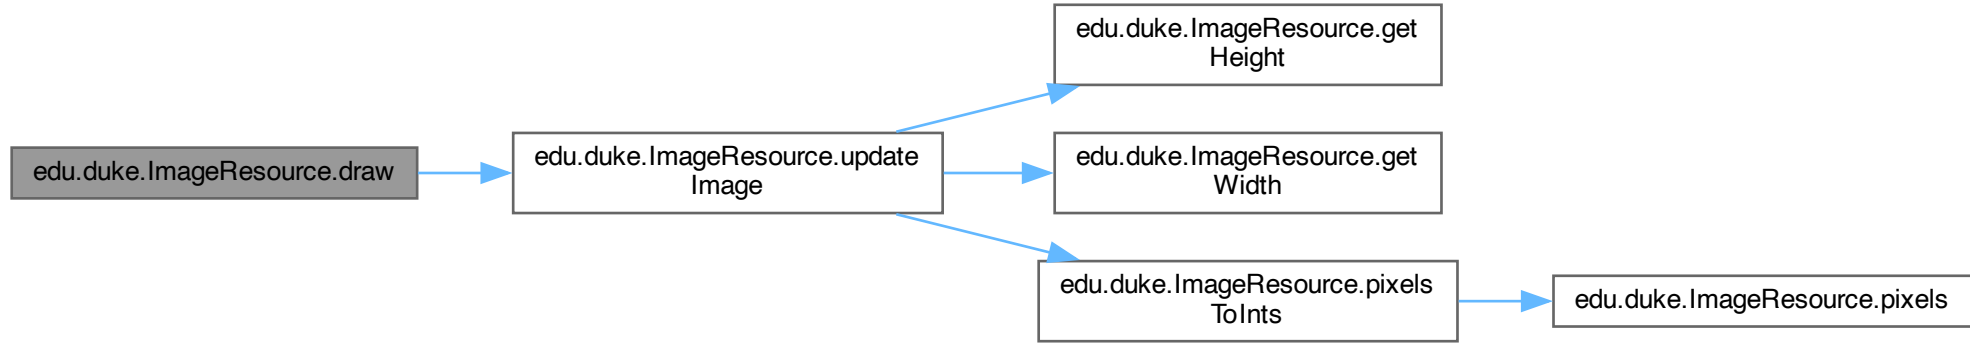 edu.duke.ImageResource.draw
edu.duke.ImageResource.update
Image
edu.duke.ImageResource.get
Height
edu.duke.ImageResource.get
Width
edu.duke.ImageResource.pixels
ToInts
edu.duke.ImageResource.pixels